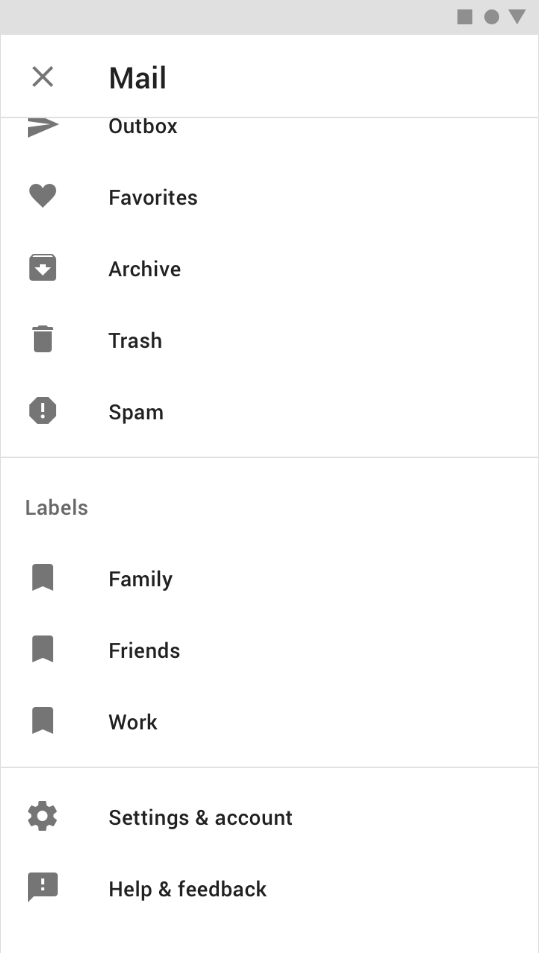 Mail
Outbox
Favorites
Archive
Trash
Spam
Labels
Family
Friends
Work
Settings & account
Help & feedback